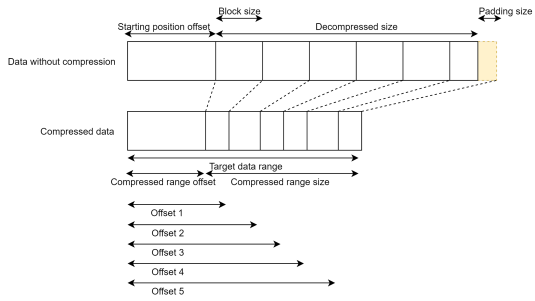 Block size
Padding size
Starting position offset
Decompressed size
Data without compression
Compressed data
Target data range
Compressed range offset
Compressed range size
Offset 1
Offset 2
Offset 3
Offset 4
Offset 5